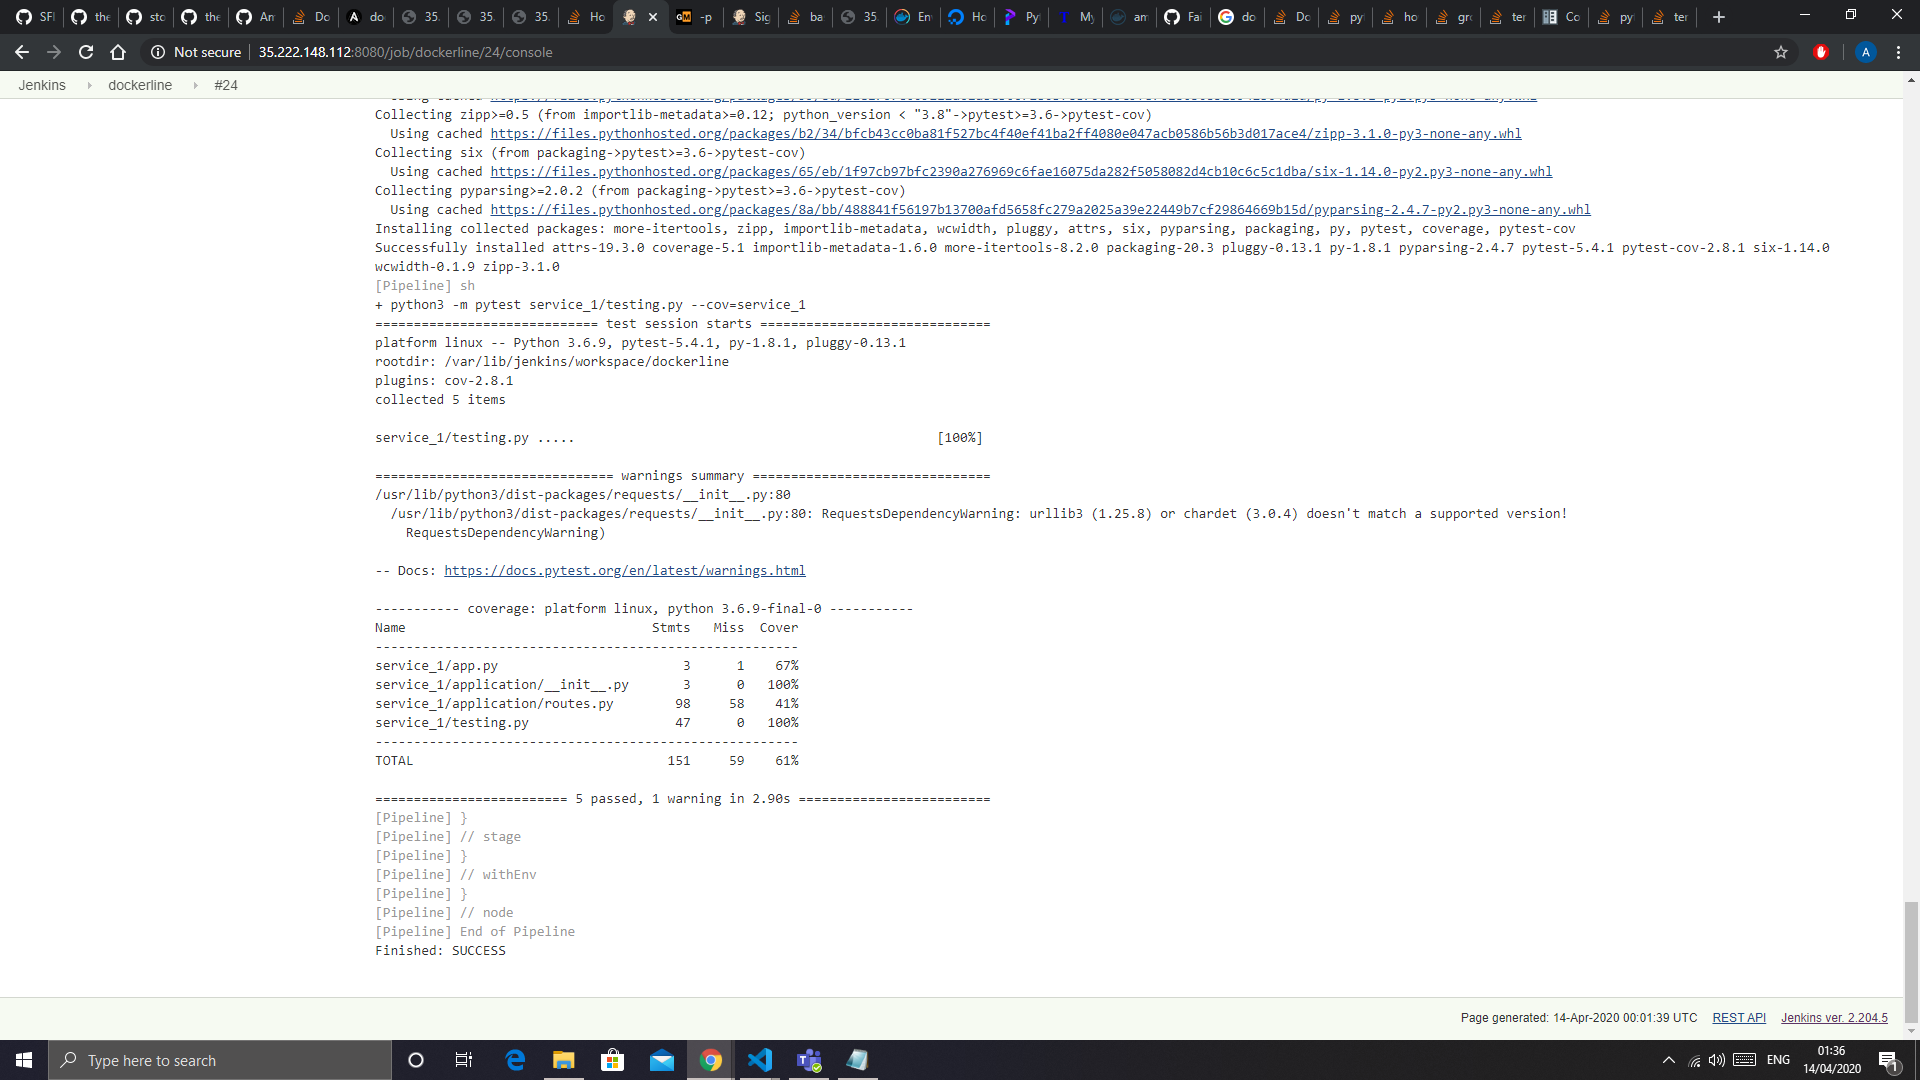 SFI
the
sto
the
An
Do
do
35.
35.
35.
Ho
-p
Sig
ba
35.
En
Ho
Py
My
am
Fai
do
Do
pyt
ho
gro
ter
Co
pyt
ter
Not secure
35.222.148.112:8080/job/dockerline/24/console
A
Jenkins
dockerline
#24
Collecting zipp>=0.5 (from importlib-metadata>=0.12; python_version < "3.8"->pytest>=3.6->pytest-cov)
Using cached https://files.pythonhosted.org/packages/b2/34/bfcb43cc0ba81f527bc4f40ef41ba2ff4080e047acb0586b56b3d017ace4/zipp-3.1.0-py3-none-any.whl
Collecting six (from packaging->pytest>=3.6->pytest-cov)
Using cached https://files.pythonhosted.org/packages/65/eb/1f97cb97bfc2390a276969c6fae16075da282f5058082d4cb10c6c5c1dba/six-1.14.0-py2.py3-none-any.whl
Collecting pyparsing>=2.0.2 (from packaging->pytest>=3.6->pytest-cov)
Using cached https://files.pythonhosted.org/packages/8a/bb/488841f56197b13700afd5658fc279a2025a39e22449b7cf29864669b15d/pyparsing-2.4.7-py2.py3-none-any.whl
Installing collected packages: more-itertools, zipp, importlib-metadata, wcwidth, pluggy, attrs, six, pyparsing, packaging, py, pytest, coverage, pytest-cov
Successfully installed attrs-19.3.0 coverage-5.1 importlib-metadata-1.6.0 more-itertools-8.2.0 packaging-20.3 pluggy-0.13.1 py-1.8.1 pyparsing-2.4.7 pytest-5.4.1 pytest-cov-2.8.1 six-1.14.0
wcwidth-0.1.9 zipp-3.1.0
[Pipeline] sh
+ python3 -m pytest service_1/testing.py --cov=service_1
============================= test session starts ==============================
platform linux -- Python 3.6.9, pytest-5.4.1, py-1.8.1, pluggy-0.13.1
rootdir: /var/lib/jenkins/workspace/dockerline
plugins: cov-2.8.1
collected 5 items
service_1/testing.py ..... [100%]
=============================== warnings summary ===============================
/usr/lib/python3/dist-packages/requests/__init__.py:80
/usr/lib/python3/dist-packages/requests/__init__.py:80: RequestsDependencyWarning: urllib3 (1.25.8) or chardet (3.0.4) doesn't match a supported version!
RequestsDependencyWarning)
-- Docs: https://docs.pytest.org/en/latest/warnings.html
----------- coverage: platform linux, python 3.6.9-final-0 -----------
Name Stmts Miss Cover
-------------------------------------------------------
service_1/app.py 3 1 67%
service_1/application/__init__.py 3 0 100%
service_1/application/routes.py 98 58 41%
service_1/testing.py 47 0 100%
-------------------------------------------------------
TOTAL 151 59 61%
========================= 5 passed, 1 warning in 2.90s =========================
[Pipeline] }
[Pipeline] // stage
[Pipeline] }
[Pipeline] // withEnv
[Pipeline] }
[Pipeline] // node
[Pipeline] End of Pipeline
Finished: SUCCESS
Page generated: 14-Apr-2020 00:01:39 UTC
REST API
Jenkins ver. 2.204.5
Type here to search
ENG
01:36
14/04/2020
1